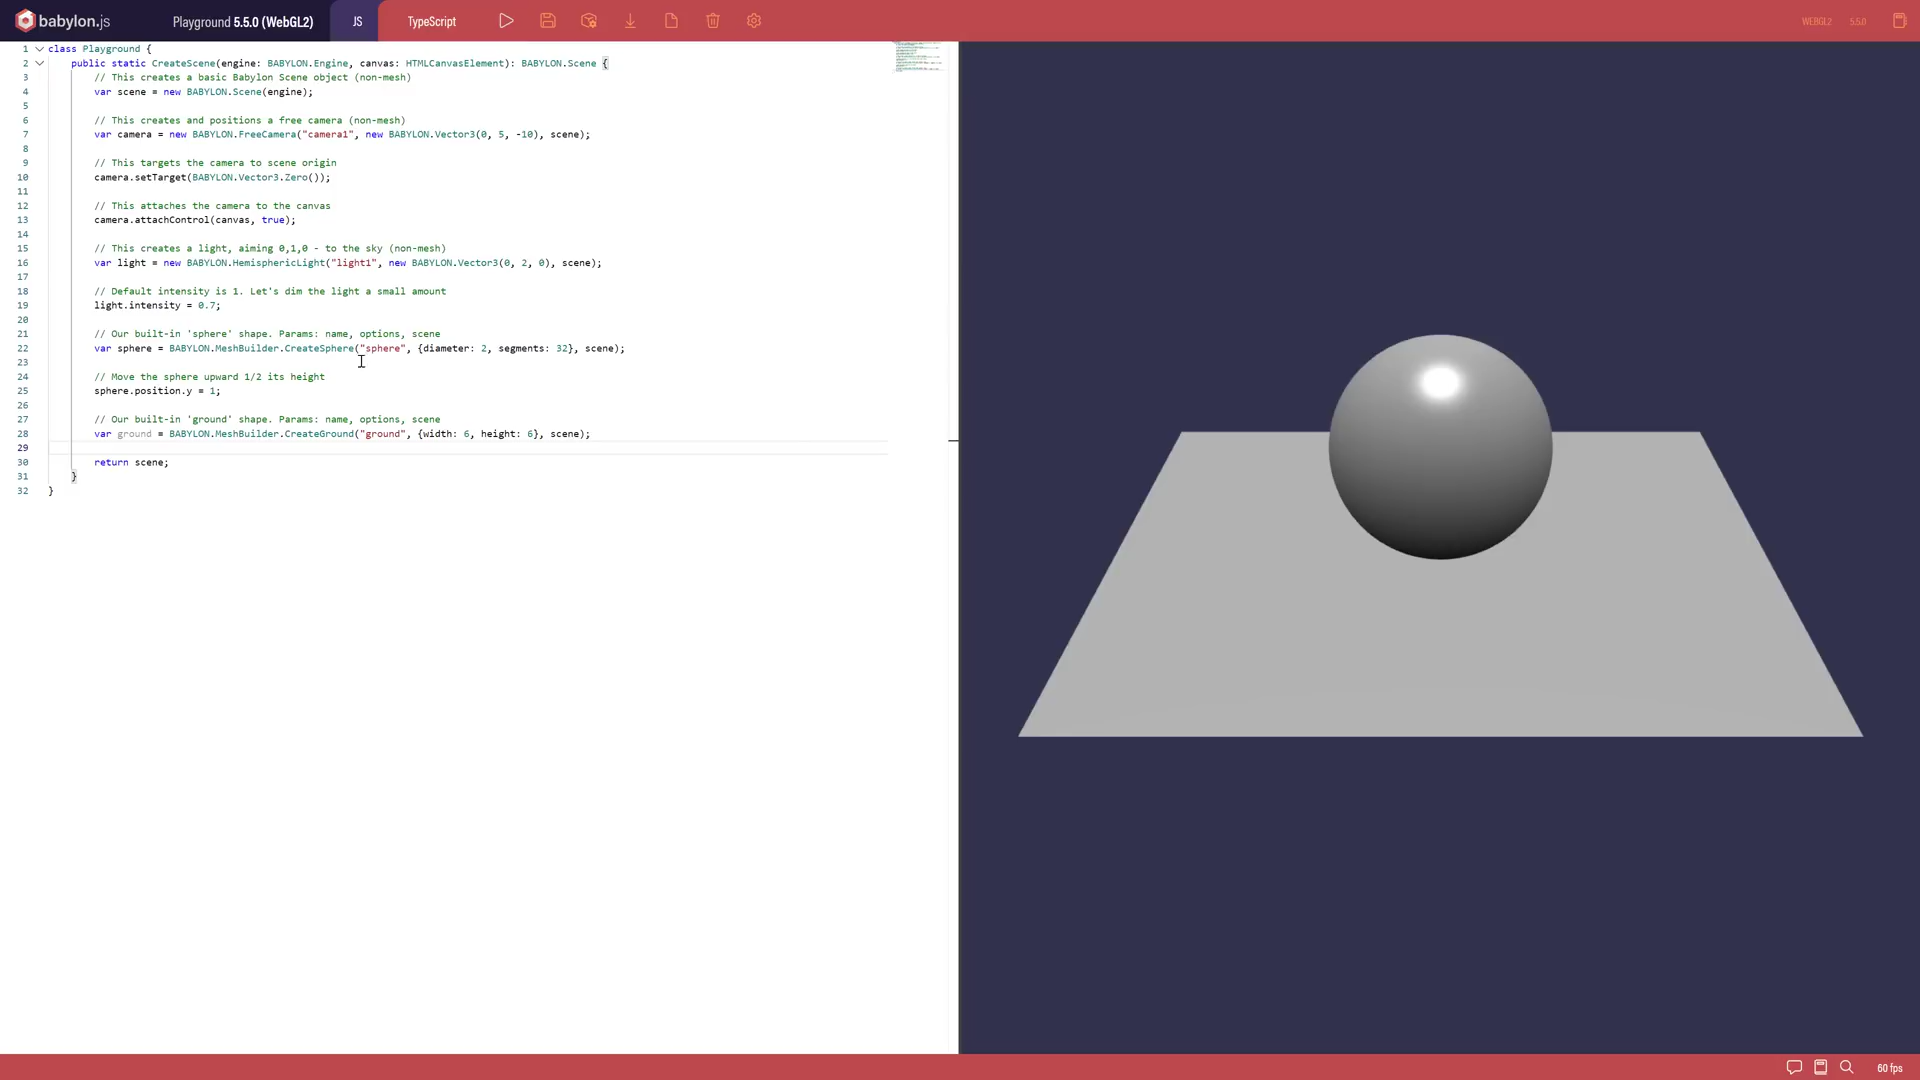 babylon.js
Playground 5.5.0 (WebGL2)
JS
TypeScript
WEBGL2
5.5.0
1 class Playground {
2 public static CreateScene(engine: BABYLON.Engine, canvas: HTMLCanvasElement): BABYLON.Scene {
3 // This creates a basic Babylon Scene object (non-mesh)
4 var scene = new BABYLON.Scene(engine);
5
6 // This creates and positions a free camera (non-mesh)
7 var camera = new BABYLON.FreeCamera("camera1", new BABYLON.Vector3(0, 5, -10), scene);
8
9 // This targets the camera to scene origin
10 camera.setTarget(BABYLON.Vector3.Zero());
11
12 // This attaches the camera to the canvas
13 camera.attachControl(canvas, true);
14
15 // This creates a light, aiming 0,1,0 - to the sky (non-mesh)
16 var light = new BABYLON.HemisphericLight("light1", new BABYLON.Vector3(0, 2, 0), scene);
17
18 // Default intensity is 1. Let's dim the light a small amount
19 light.intensity = 0.7;
20
21 // Our built-in 'sphere' shape. Params: name, options, scene
22 var sphere = BABYLON.MeshBuilder.CreateSphere("sphere", {diameter: 2, segments: 32}, scene);
23
24 // Move the sphere upward 1/2 its height
25 sphere.position.y = 1;
26
27 // Our built-in 'ground' shape. Params: name, options, scene
28 var ground = BABYLON.MeshBuilder.CreateGround("ground", {width: 6, height: 6}, scene);
29
30 return scene;
31 }
32 }
60 fps